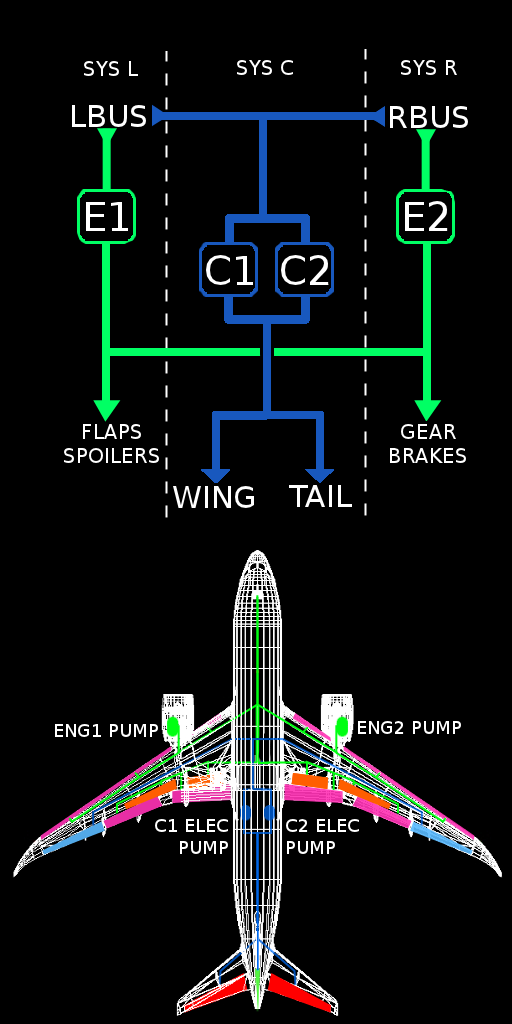 SYS L
SYS C
SYS R
LBUS
RBUS
E1
E2
C1
C2
FLAPS
SPOILERS
GEAR
BRAKES
WING
TAIL
ENG1 PUMP
ENG2 PUMP
C1 ELEC
PUMP
C2 ELEC
PUMP